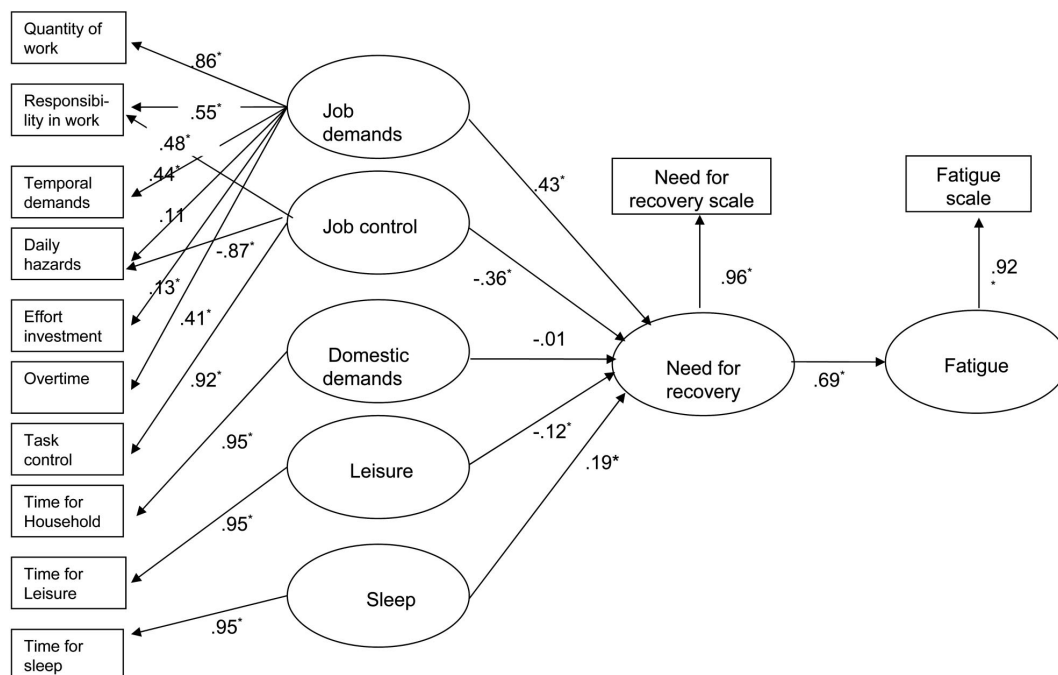 Quantity of
work
.86*
Responsibi-
lity in work
.55*
.48*
Temporal
demands
.44*
.11
Daily
hazards
-.87*
.13*
Effort
investment
.41*
Overtime
.92*
Task
control
.95*
Time for
Household
.95*
Time for
Leisure
.95*
Time for
sleep
Job
demands
Job control
Domestic
demands
Leisure
Sleep
.43*
-.36*
-.01
-.12*
.19*
Need for
recovery scale
.96*
Need for
recovery
.69*
Fatigue
scale
.92
*
Fatigue